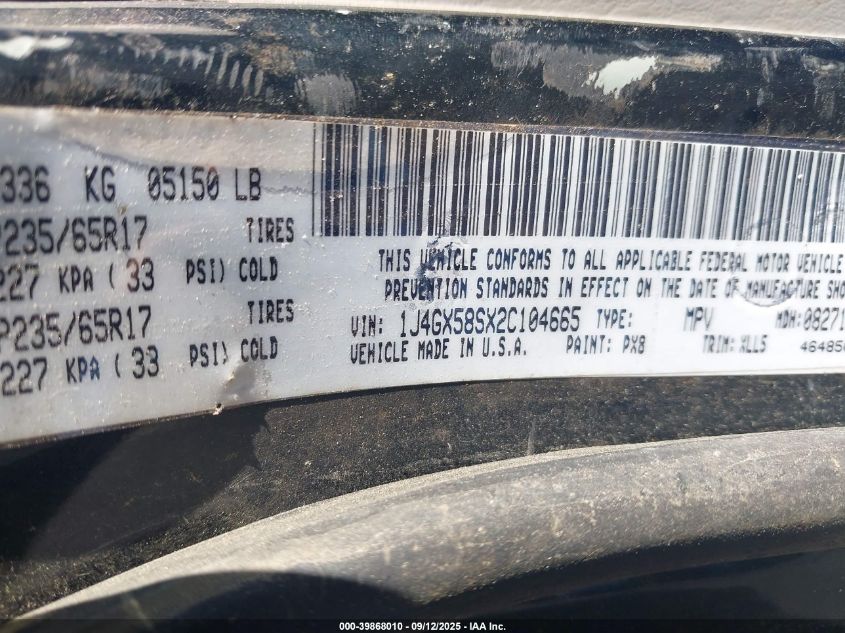 336 KG 05150 LB
P235/65R17 TIRES
227 KPA ( 33 PSI) COLD
P235/65R17 TIRES
227 KPA ( 33 PSI) COLD
THIS VEHICLE CONFORMS TO ALL APPLICABLE FEDERAL MOTOR VEHICLE
PREVENTION STANDARDS IN EFFECT ON THE DATE OF MANUFACTURE SHO
VIN: 1J4GX58SX2C104665 TYPE: MPV MDH:08271
VEHICLE MADE IN U.S.A. PAINT: PX8 TRIM: XLL5 46485
000-39868010 - 09/12/2025 - IAA Inc.